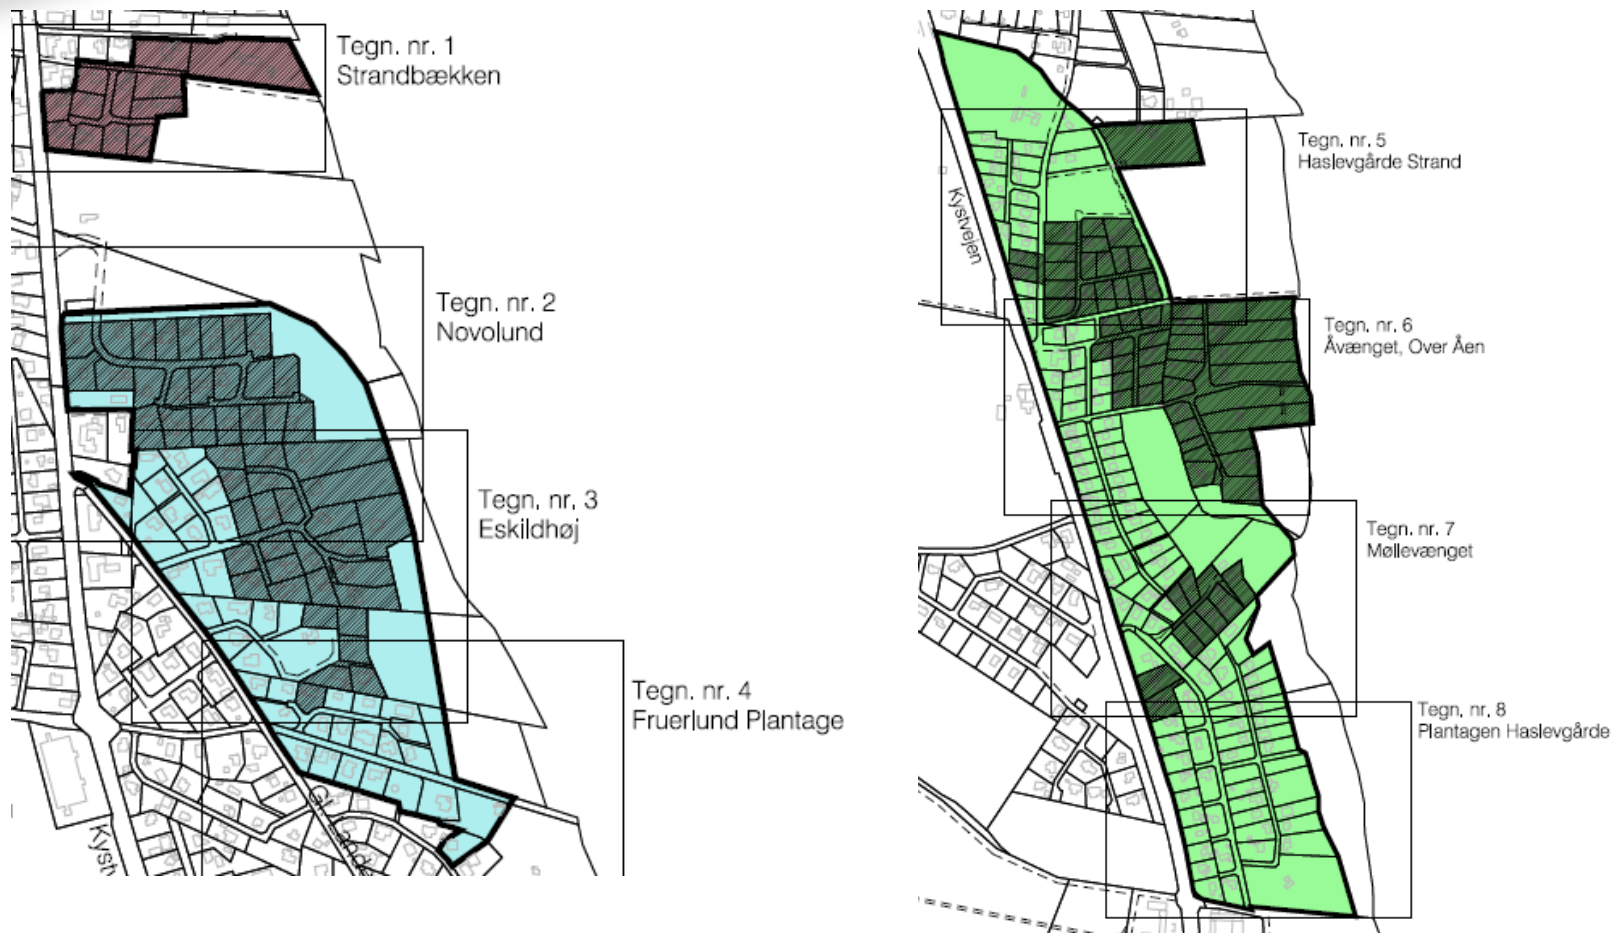 Tegn. nr. 1
Strandbækken
Tegn. nr. 2
Novolund
Tegn. nr. 3
Eskildhøj
Tegn. nr. 4
Fruerlund Plantage
Kyst
Tegn. nr. 5
Haslevgårde Strand
Kystvejen
Tegn. nr. 6
Åvænget, Over Åen
Tegn. nr. 7
Møllevænget
Tegn. nr. 8
Plantagen Haslevgårde